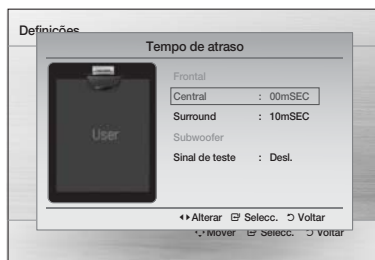 Definições
Tempo de atraso
User
Frontal
Central : 00mSEC
Surround : 10mSEC
Subwoofer
Sinal de teste : Desl.
Alterar Selecc. Voltar
Mover Selecc. Voltar